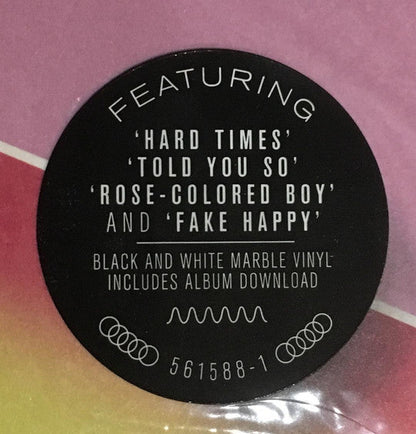 FEATURING
‘HARD TIMES’
‘TOLD YOU SO’
‘ROSE-COLORED BOY’
AND ‘FAKE HAPPY’
BLACK AND WHITE MARBLE VINYL
INCLUDES ALBUM DOWNLOAD
561588-1